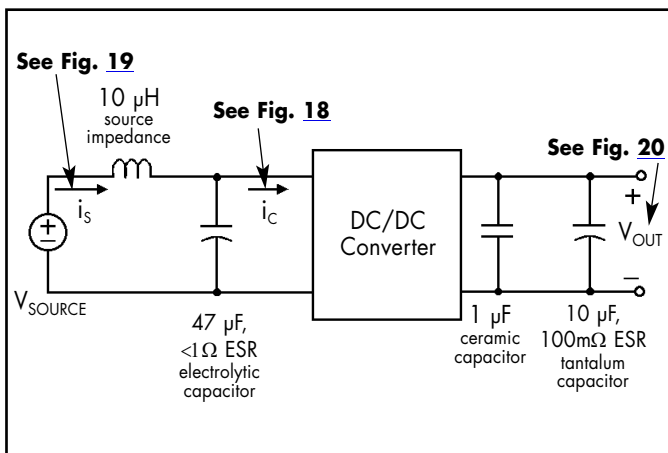 See Fig. 19
10 µH
source
impedance
See Fig. 18
See Fig. 20
iS
iC
DC/DC
Converter
+
VOUT
–
+
–
VSOURCE
47 µF,
<1Ω ESR
electrolytic
capacitor
1 µF
ceramic
capacitor
10 µF,
100mΩ ESR
tantalum
capacitor